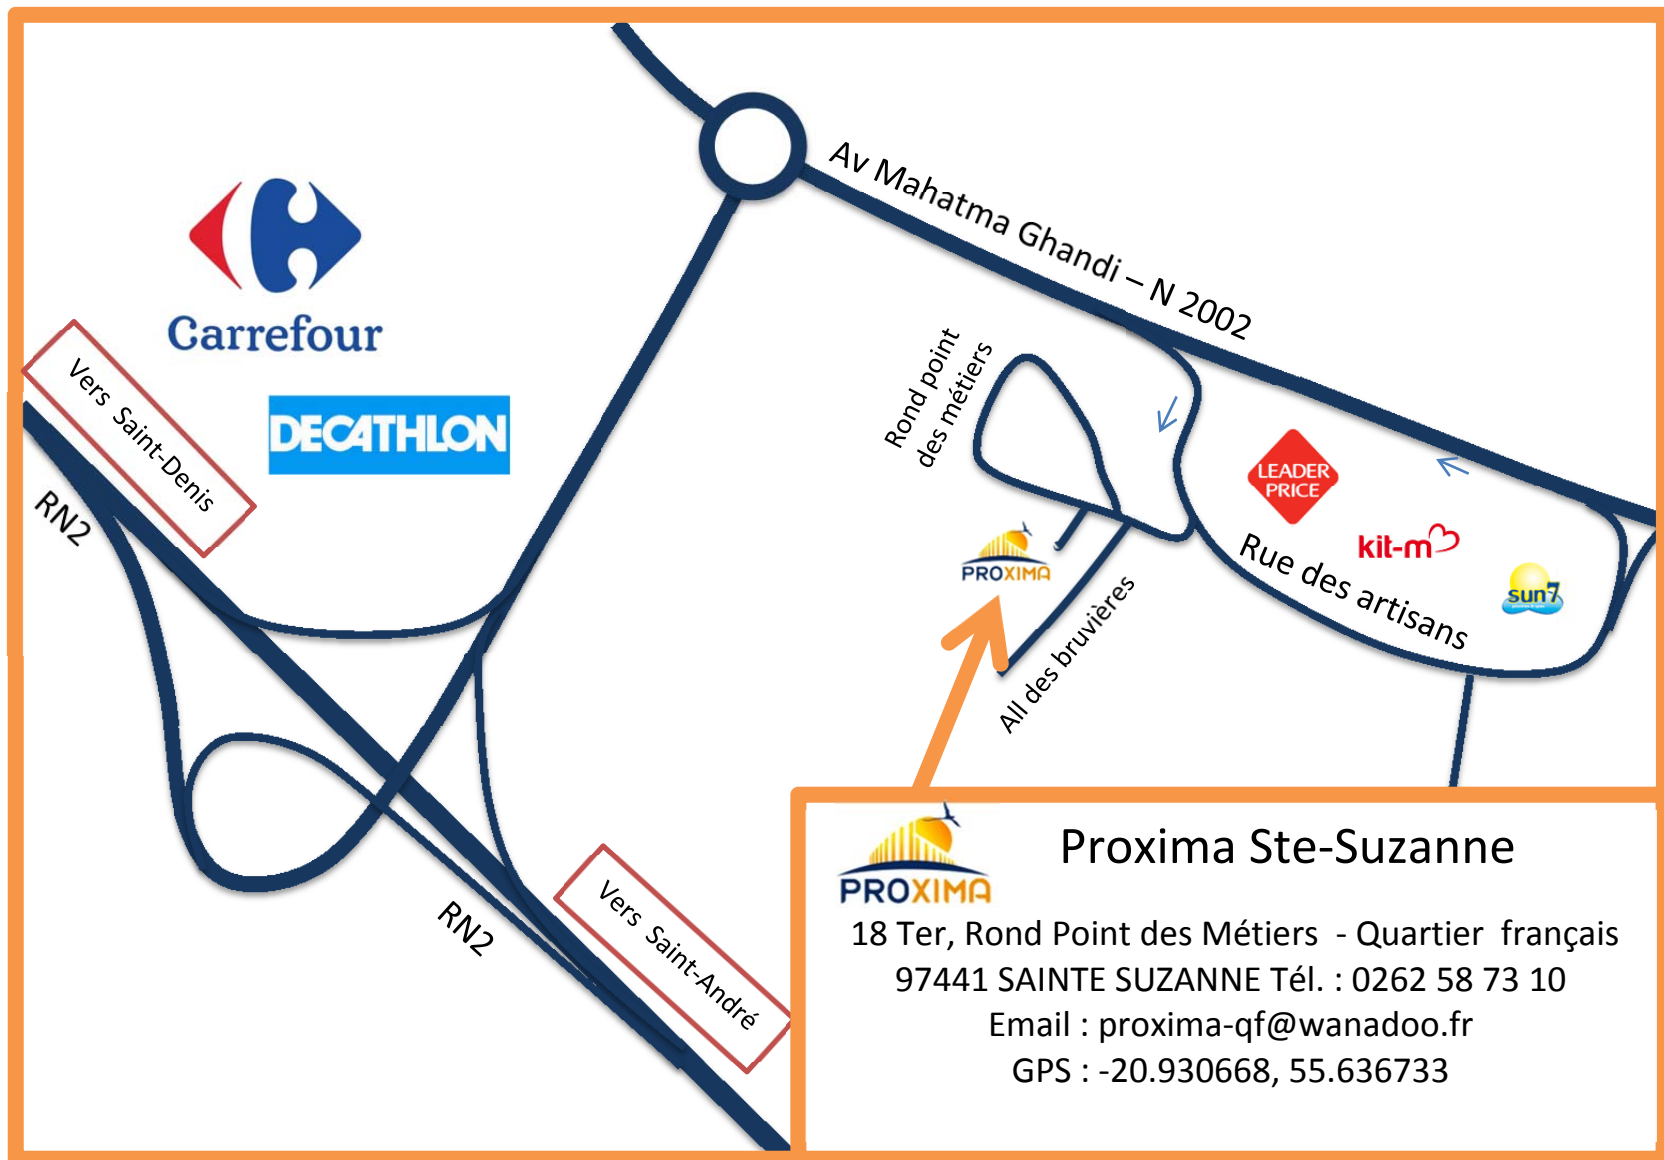 Av Mahatma Ghandi – N 2002
Carrefour
Vers Saint-Denis
DECATHLON
RN2
Rond point
des métiers
LEADER
PRICE
kit-m
Rue des artisans
sun7
PROXIMA
All des bruvières
RN2
Vers Saint-André
PROXIMA
Proxima Ste-Suzanne
18 Ter, Rond Point des Métiers - Quartier français
97441 SAINTE SUZANNE Tél. : 0262 58 73 10
Email : proxima-qf@wanadoo.fr
GPS : -20.930668, 55.636733